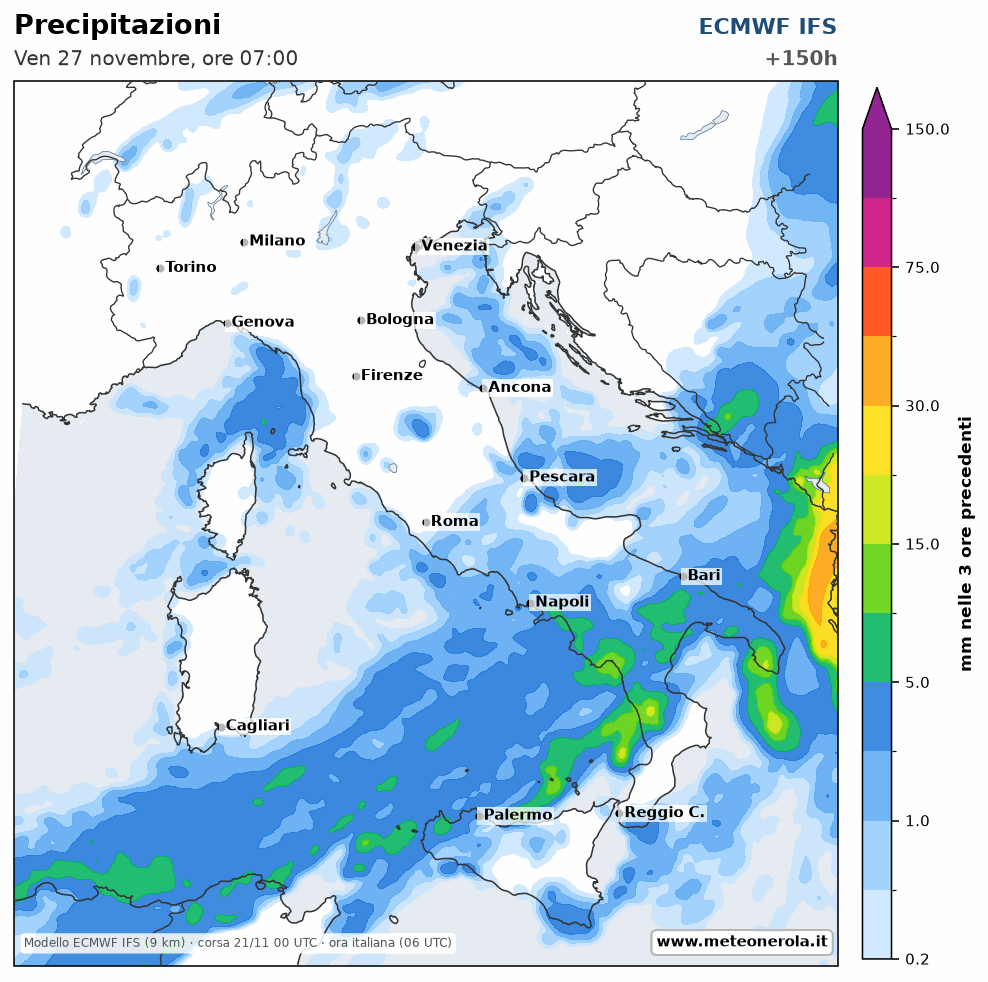 Precipitazioni
ECMWF IFS
Ven 27 novembre, ore 07:00
+150h
Milano
Venezia
Torino
Genova
Bologna
Firenze
Ancona
Pescara
Roma
Bari
Napoli
Cagliari
Palermo
Reggio C.
150.0
75.0
30.0
15.0
5.0
1.0
0.2
mm nelle 3 ore precedenti
Modello ECMWF IFS (9 km) · corsa 21/11 00 UTC · ora italiana (06 UTC)
www.meteonerola.it